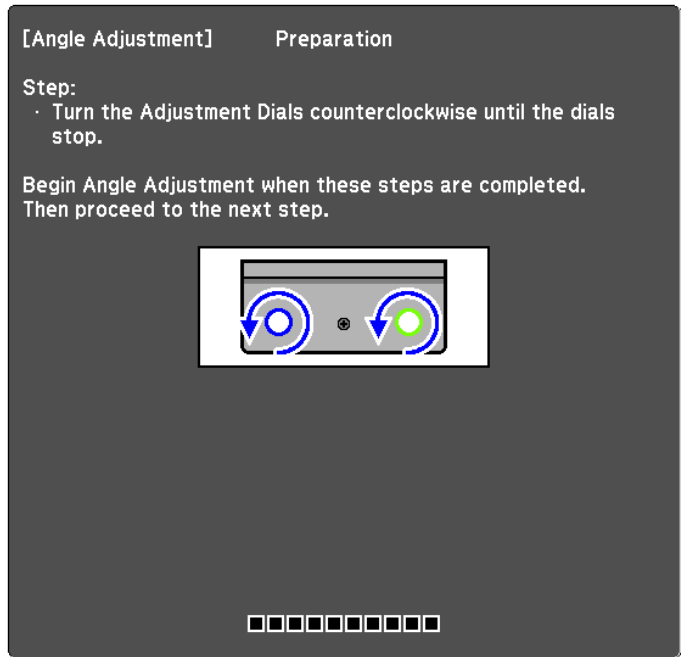 [Angle Adjustment] Preparation
Step:
· Turn the Adjustment Dials counterclockwise until the dials
stop.
Begin Angle Adjustment when these steps are completed.
Then proceed to the next step.